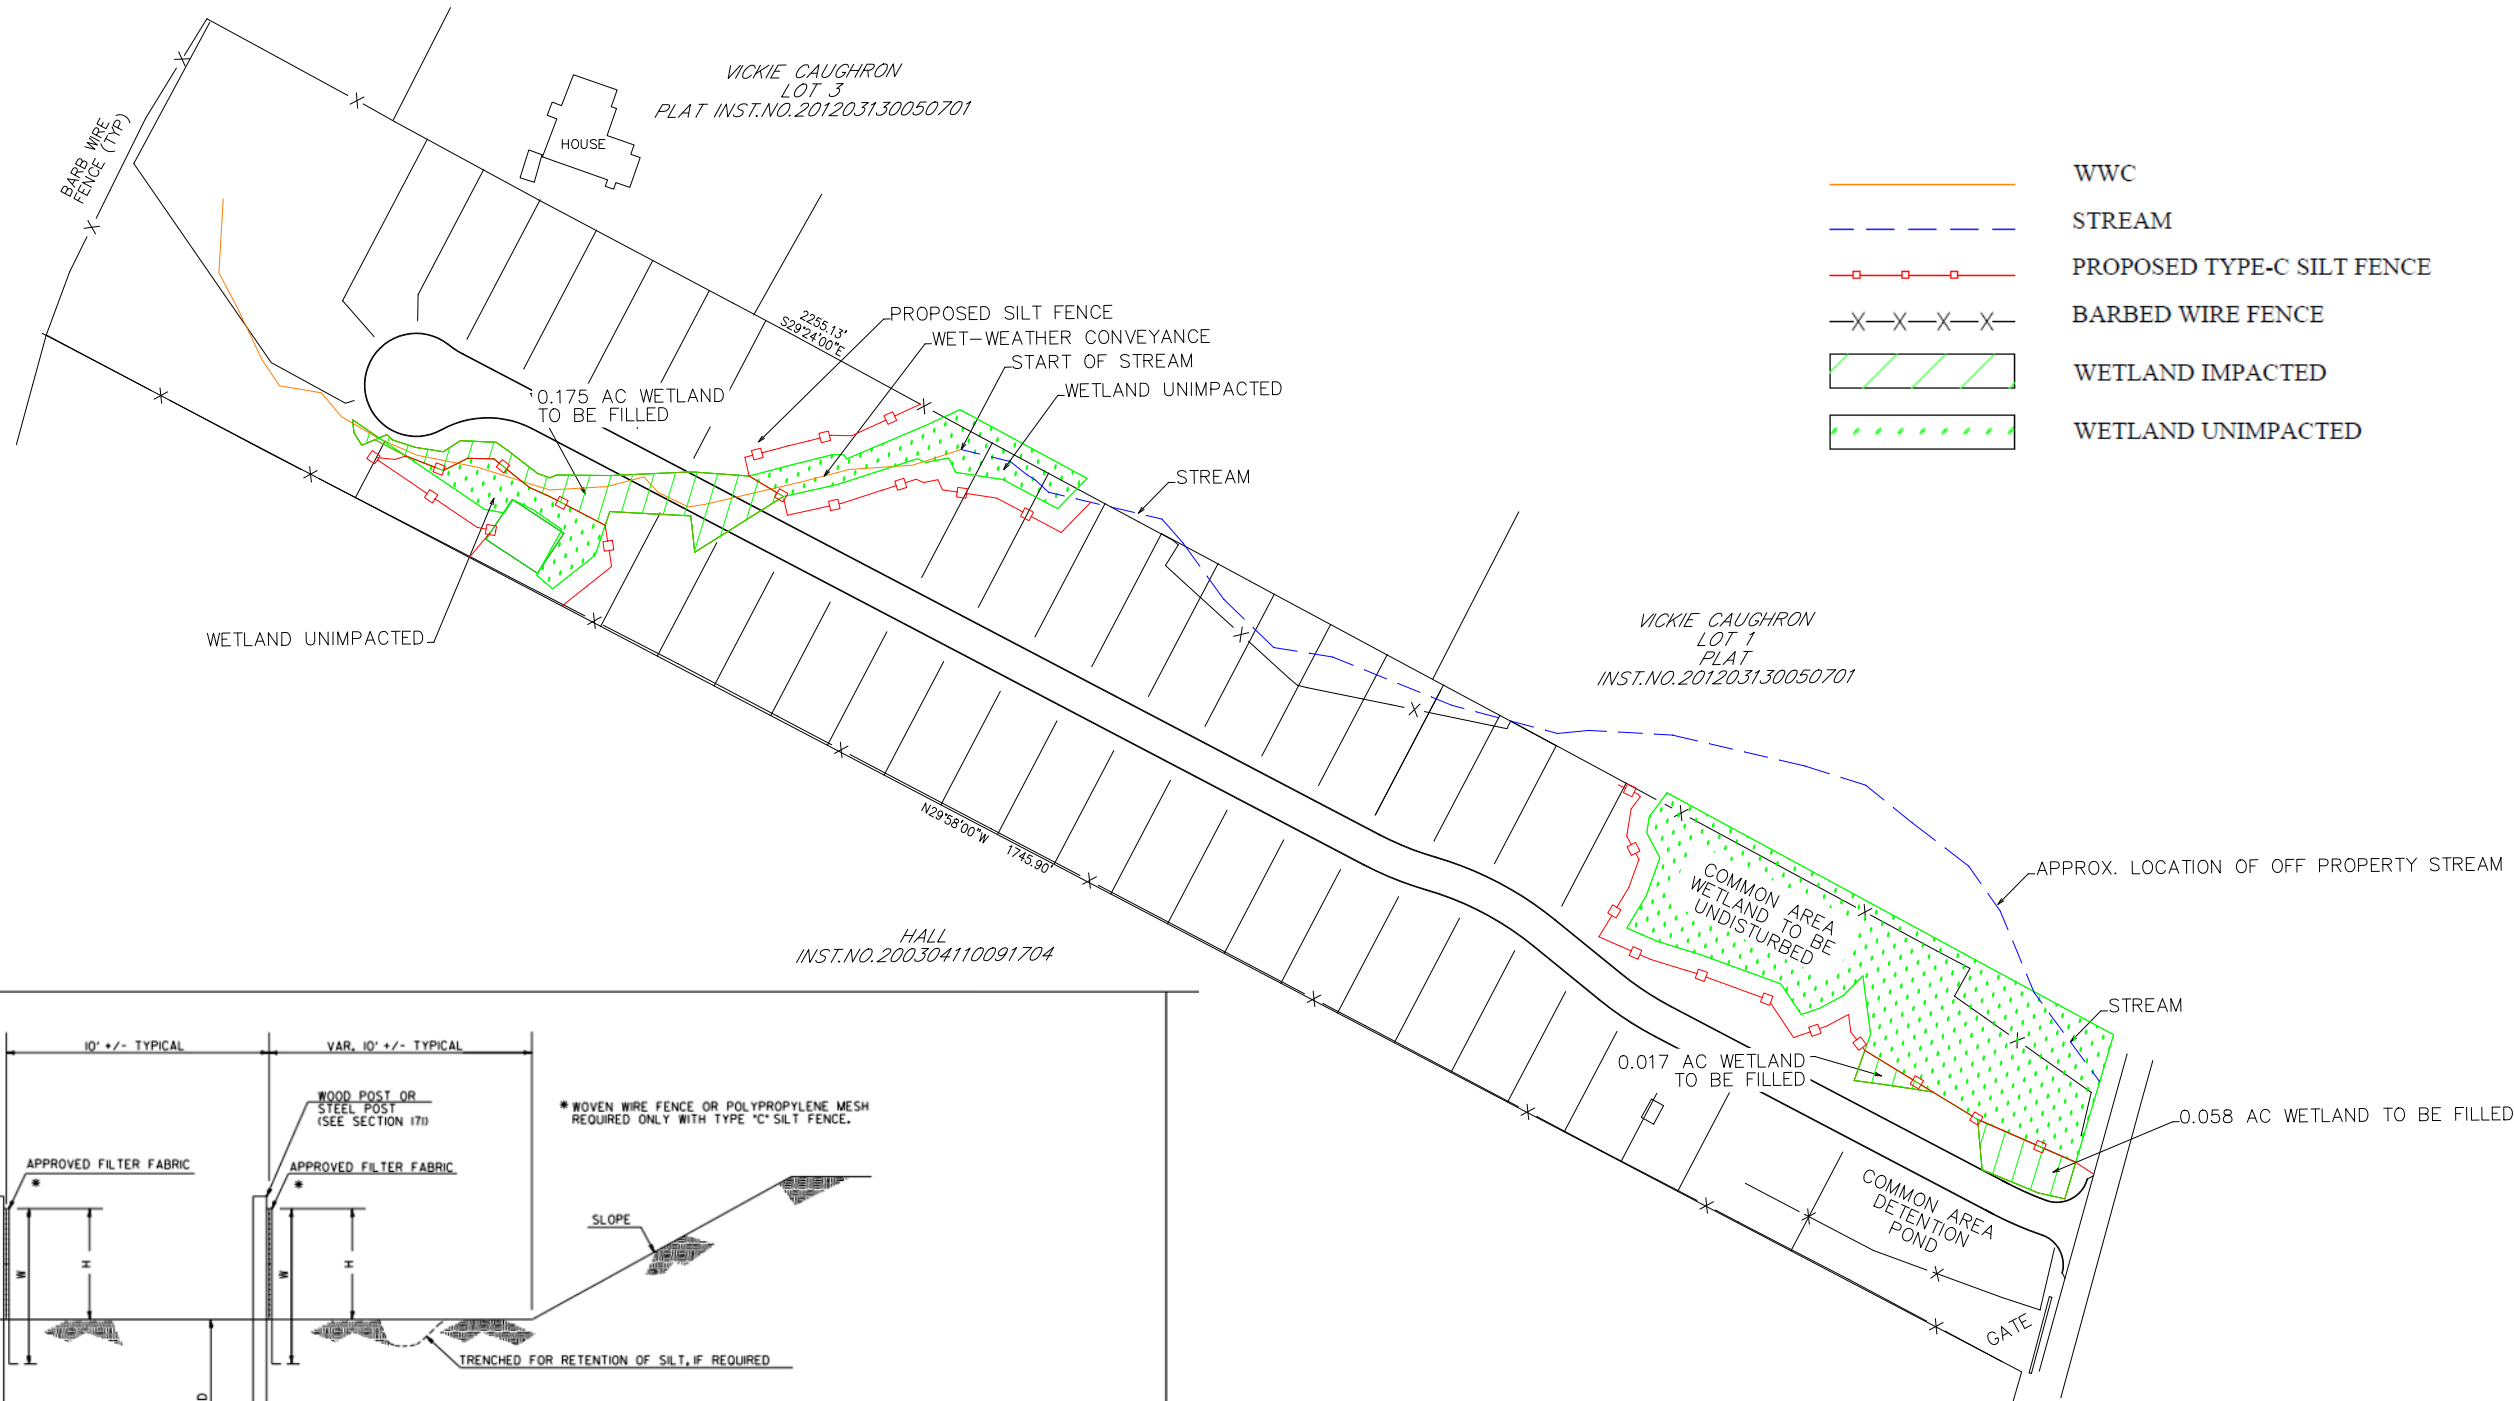 VICKIE CAUGHRON
LOT 3
PLAT INST.NO.201203130050701
HOUSE
BARB WIRE
FENCE (TYP)
WWC
STREAM
PROPOSED TYPE-C SILT FENCE
BARBED WIRE FENCE
WETLAND IMPACTED
WETLAND UNIMPACTED
2255.13'
S29°24'00"E
PROPOSED SILT FENCE
WET-WEATHER CONVEYANCE
START OF STREAM
WETLAND UNIMPACTED
0.175 AC WETLAND
TO BE FILLED
STREAM
WETLAND UNIMPACTED
VICKIE CAUGHRON
LOT 1
PLAT
INST.NO.201203130050701
N29°58'00"W
1745.90'
HALL
INST.NO.200304110091704
COMMON AREA
WETLAND TO BE
UNDISTURBED
APPROX. LOCATION OF OFF PROPERTY STREAM
STREAM
0.017 AC WETLAND
TO BE FILLED
0.058 AC WETLAND TO BE FILLED
COMMON AREA
DETENTION
POND
GATE
10' +/- TYPICAL
VAR. 10' +/- TYPICAL
WOOD POST OR
STEEL POST
(SEE SECTION 171)
* WOVEN WIRE FENCE OR POLYPROPYLENE MESH
REQUIRED ONLY WITH TYPE "C" SILT FENCE.
APPROVED FILTER FABRIC
*
APPROVED FILTER FABRIC
*
SLOPE
W
H
W
H
TRENCHED FOR RETENTION OF SILT, IF REQUIRED
D